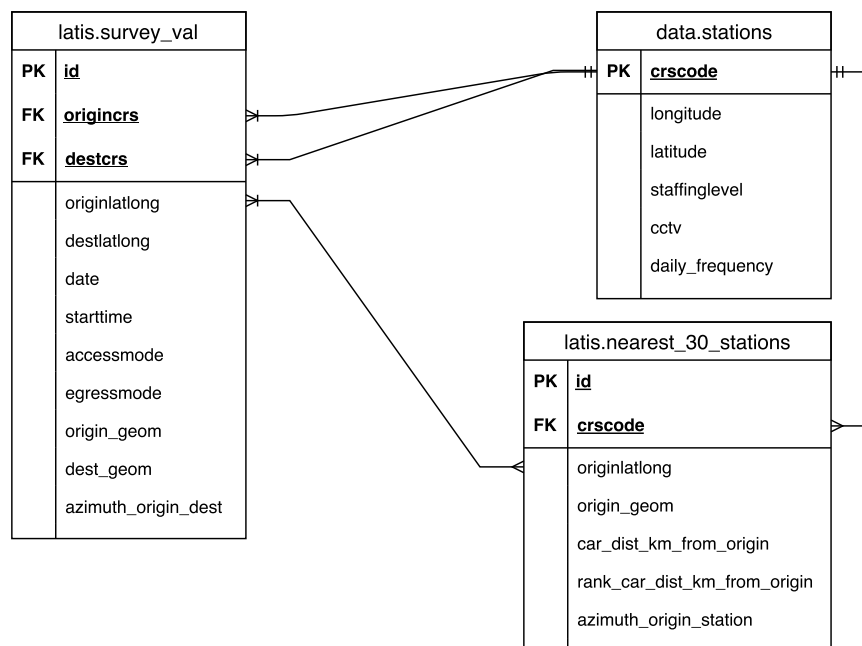 latis.survey_val
PK id
FK origincrs
FK destcrs
originlatlong
destlatlong
date
starttime
accessmode
egressmode
origin_geom
dest_geom
azimuth_origin_dest
data.stations
PK crscode
longitude
latitude
staffinglevel
cctv
daily_frequency
latis.nearest_30_stations
PK id
FK crscode
originlatlong
origin_geom
car_dist_km_from_origin
rank_car_dist_km_from_origin
azimuth_origin_station